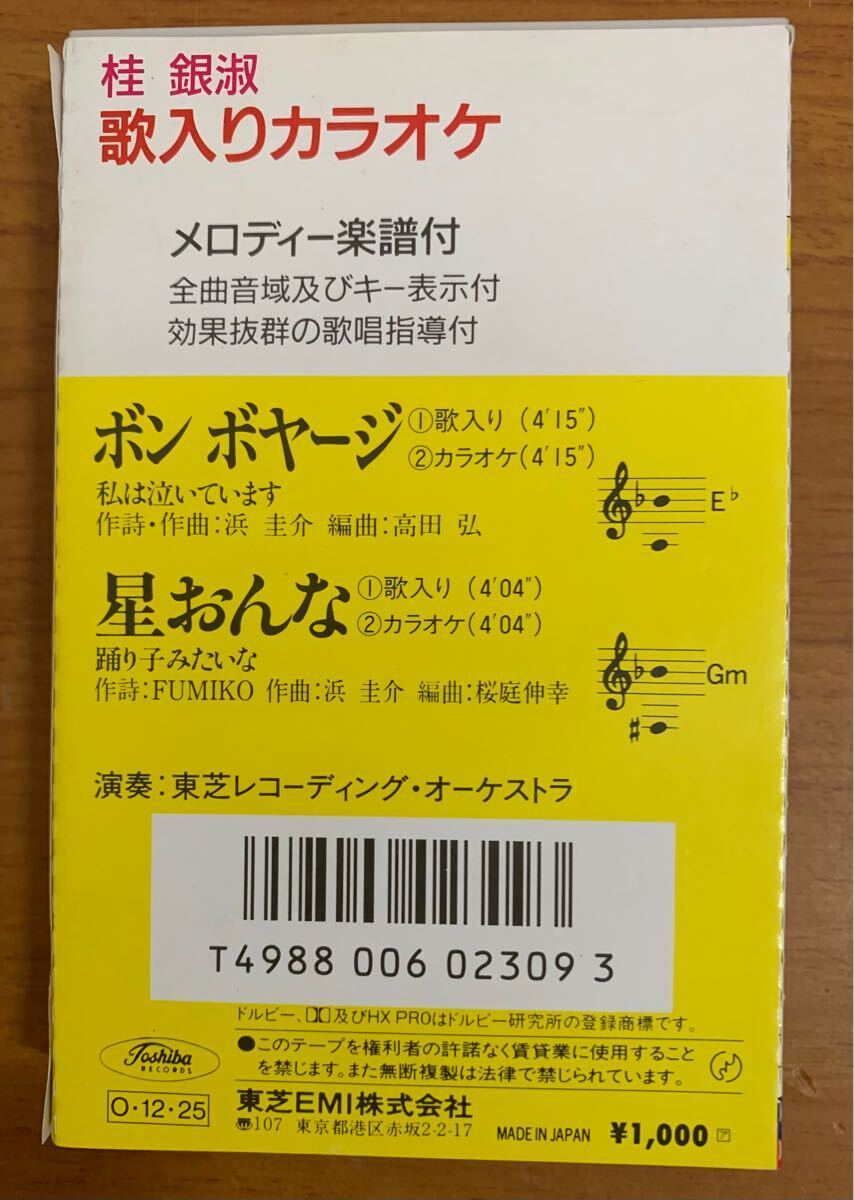 桂 銀淑
歌入りカラオケ
メロディー楽譜付
全曲音域及びキー表示付
効果抜群の歌唱指導付
ボン ボヤージ
①歌入り (4'15")
②カラオケ(4'15")
私は泣いています
作詩・作曲:浜 圭介 編曲:高田 弘
E♭
星おんな
①歌入り (4'04")
②カラオケ(4'04")
踊り子みたいな
作詩:FUMIKO 作曲:浜 圭介 編曲:桜庭伸幸
Gm
演奏:東芝レコーディング・オーケストラ
T4988 006 02309 3
ドルビー、及びHX PROはドルビー研究所の登録商標です。
●このテープを権利者の許諾なく賃貸業に使用すること
を禁じます。また無断複製は法律で禁じられています。
Toshiba
RECORDS
O・12・25
東芝EMI株式会社
〠107 東京都港区赤坂2-2-17
MADE IN JAPAN ¥1,000 ア